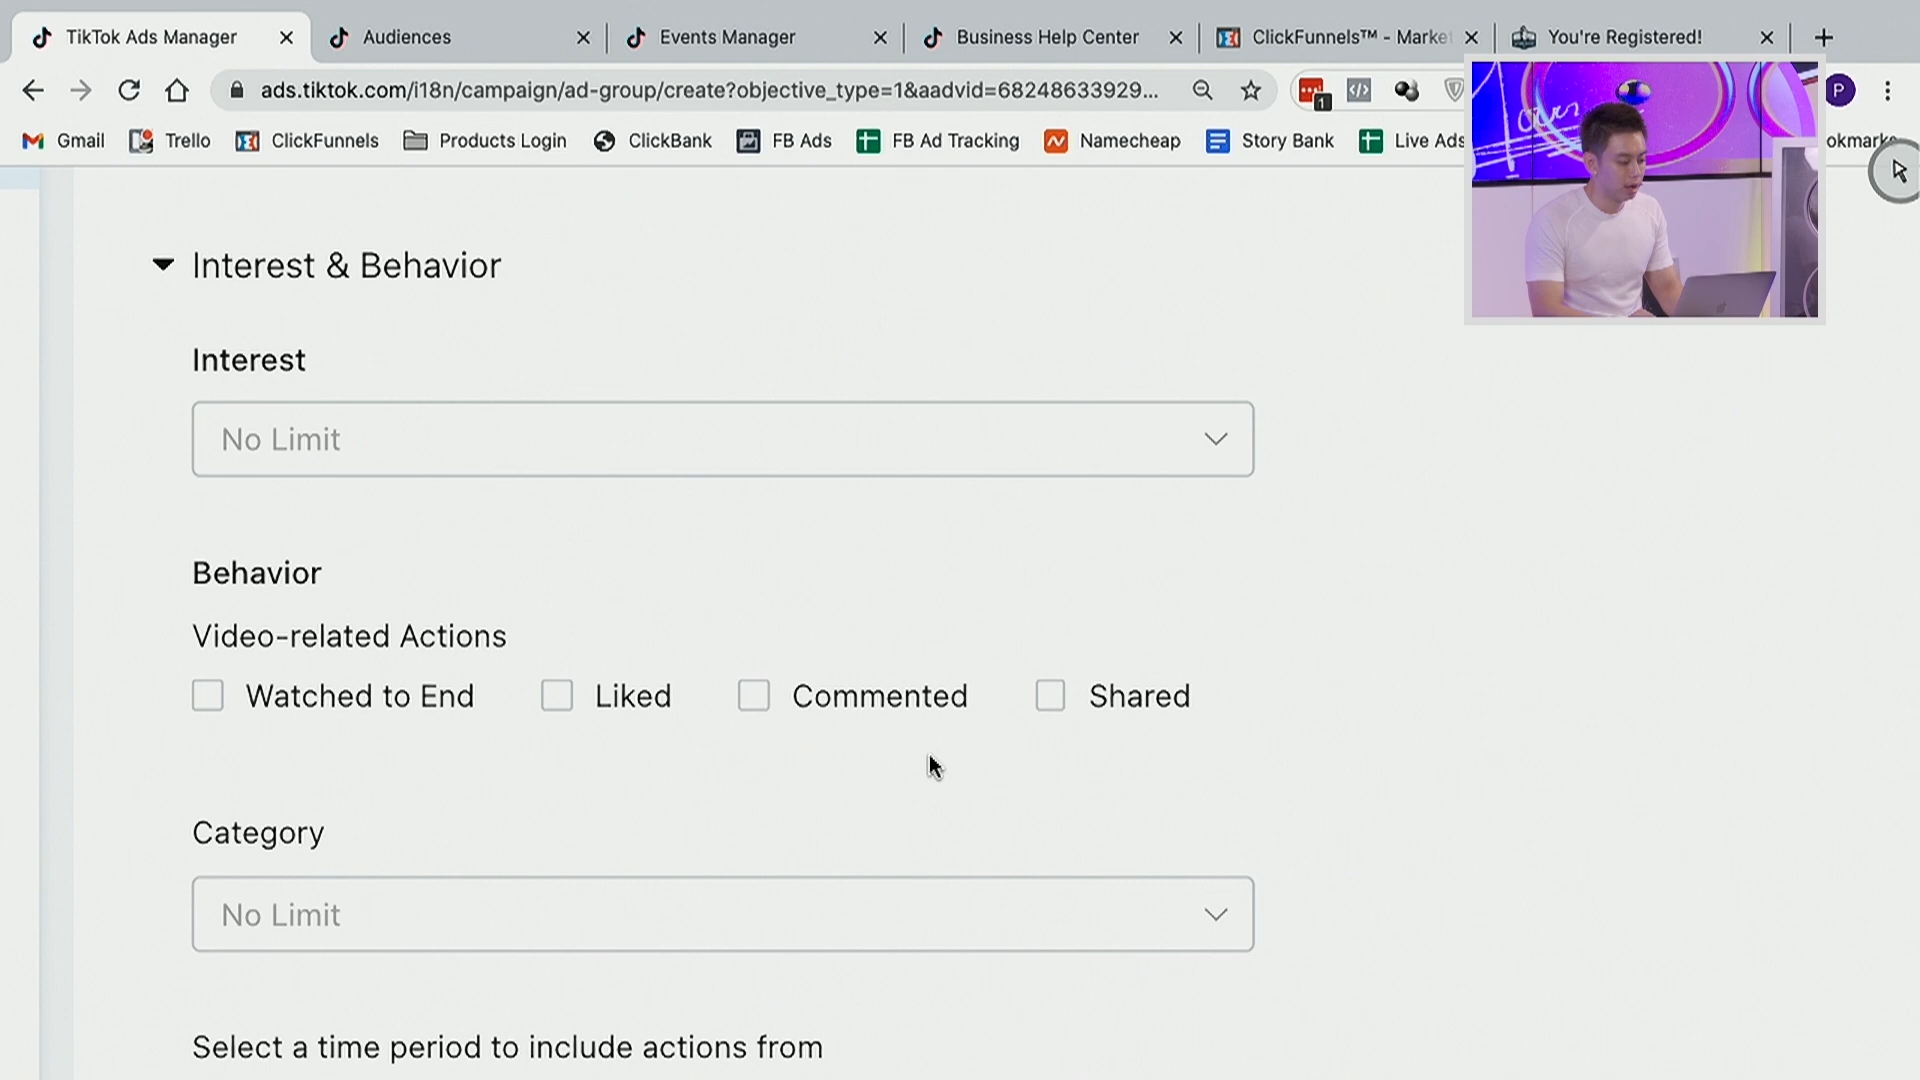 TikTok Ads Manager
Audiences
Events Manager
Business Help Center
ClickFunnels™ - Marke
You're Registered!
ads.tiktok.com/i18n/campaign/ad-group/create?objective_type=1&aadvid=68248633929...
1
P
Gmail
Trello
ClickFunnels
Products Login
ClickBank
FB Ads
FB Ad Tracking
Namecheap
Story Bank
Live Ads
okmarks
Interest & Behavior
Interest
No Limit
Behavior
Video-related Actions
Watched to End
Liked
Commented
Shared
Category
No Limit
Select a time period to include actions from